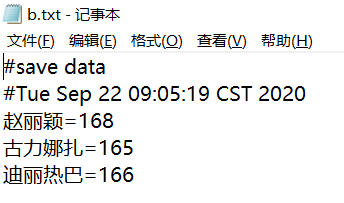 b.txt - 记事本
文件(F) 编辑(E) 格式(O) 查看(V) 帮助(H)
#save data
#Tue Sep 22 09:05:19 CST 2020
赵丽颖=168
古力娜扎=165
迪丽热巴=166